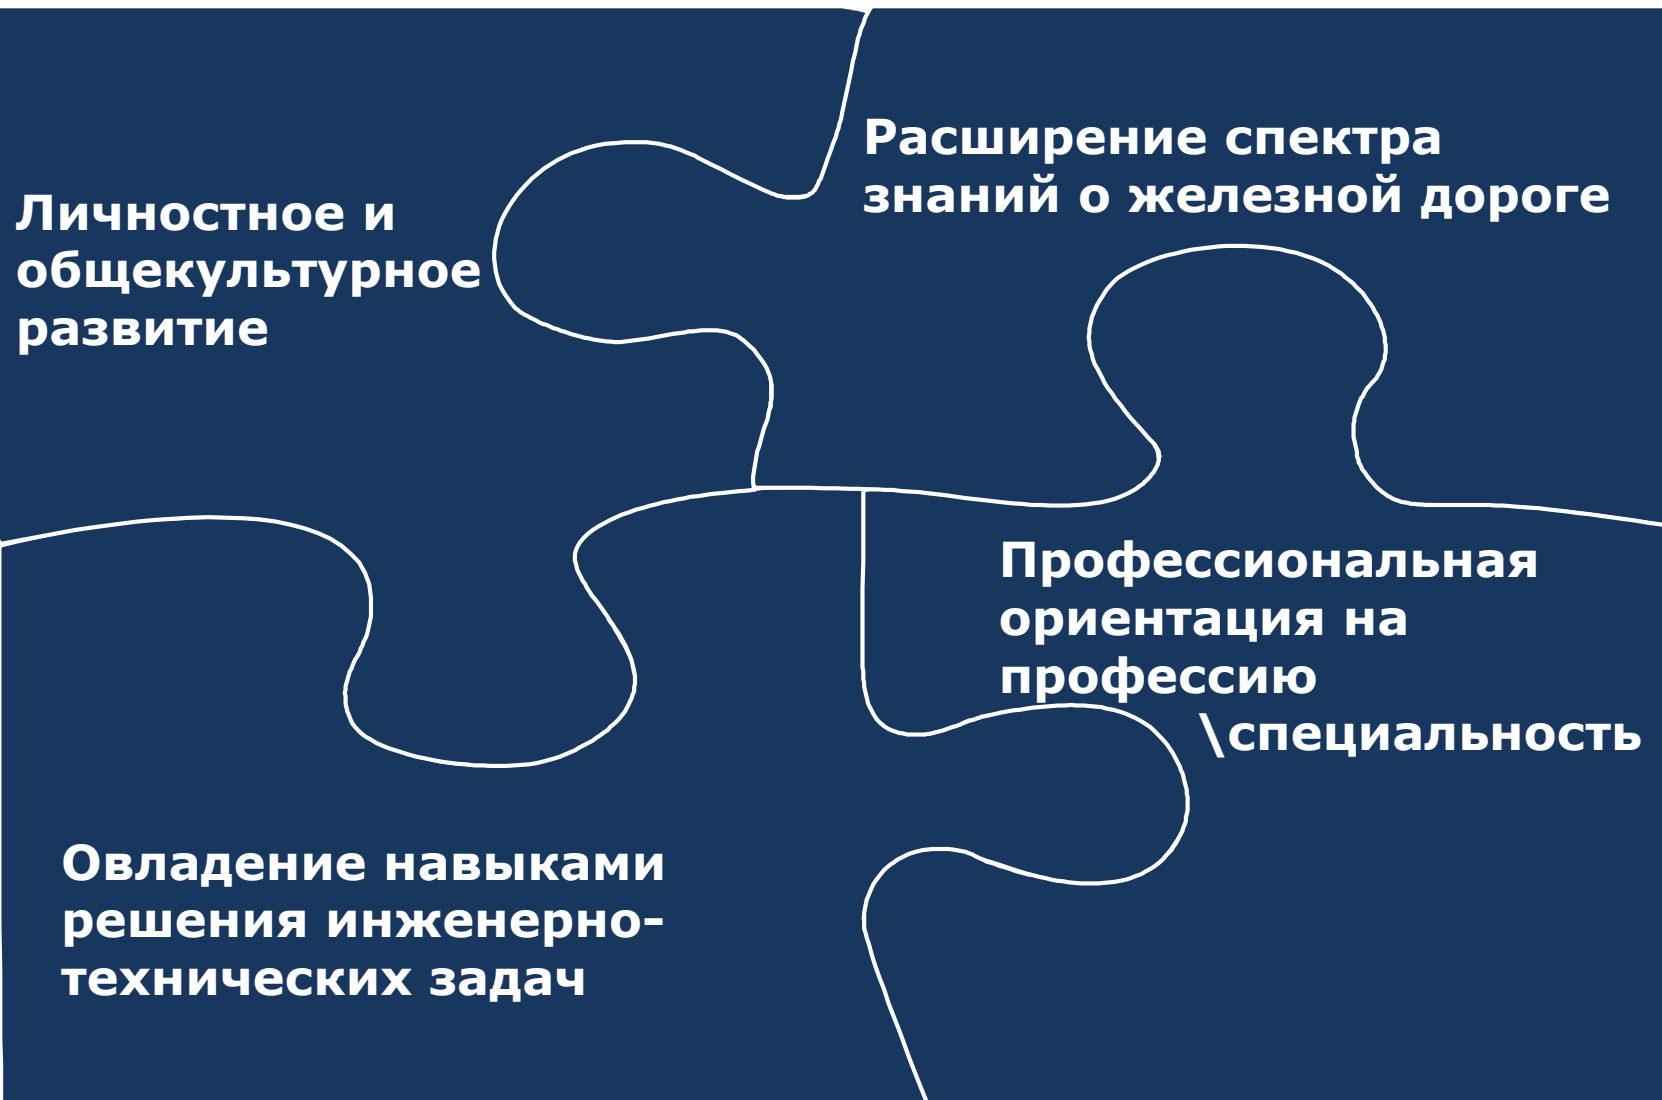 Личностное и
общекультурное
развитие
Расширение спектра
знаний о железной дороге
Овладение навыками
решения инженерно-
технических задач
Профессиональная
ориентация на
профессию
\специальность